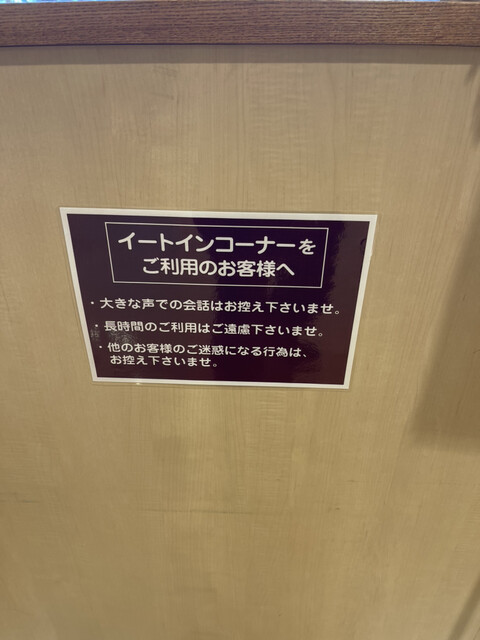 イートインコーナーを
ご利用のお客様へ
・大きな声での会話はお控え下さいませ。
・長時間のご利用はご遠慮下さいませ。
・他のお客様のご迷惑になる行為は、
お控え下さいませ。